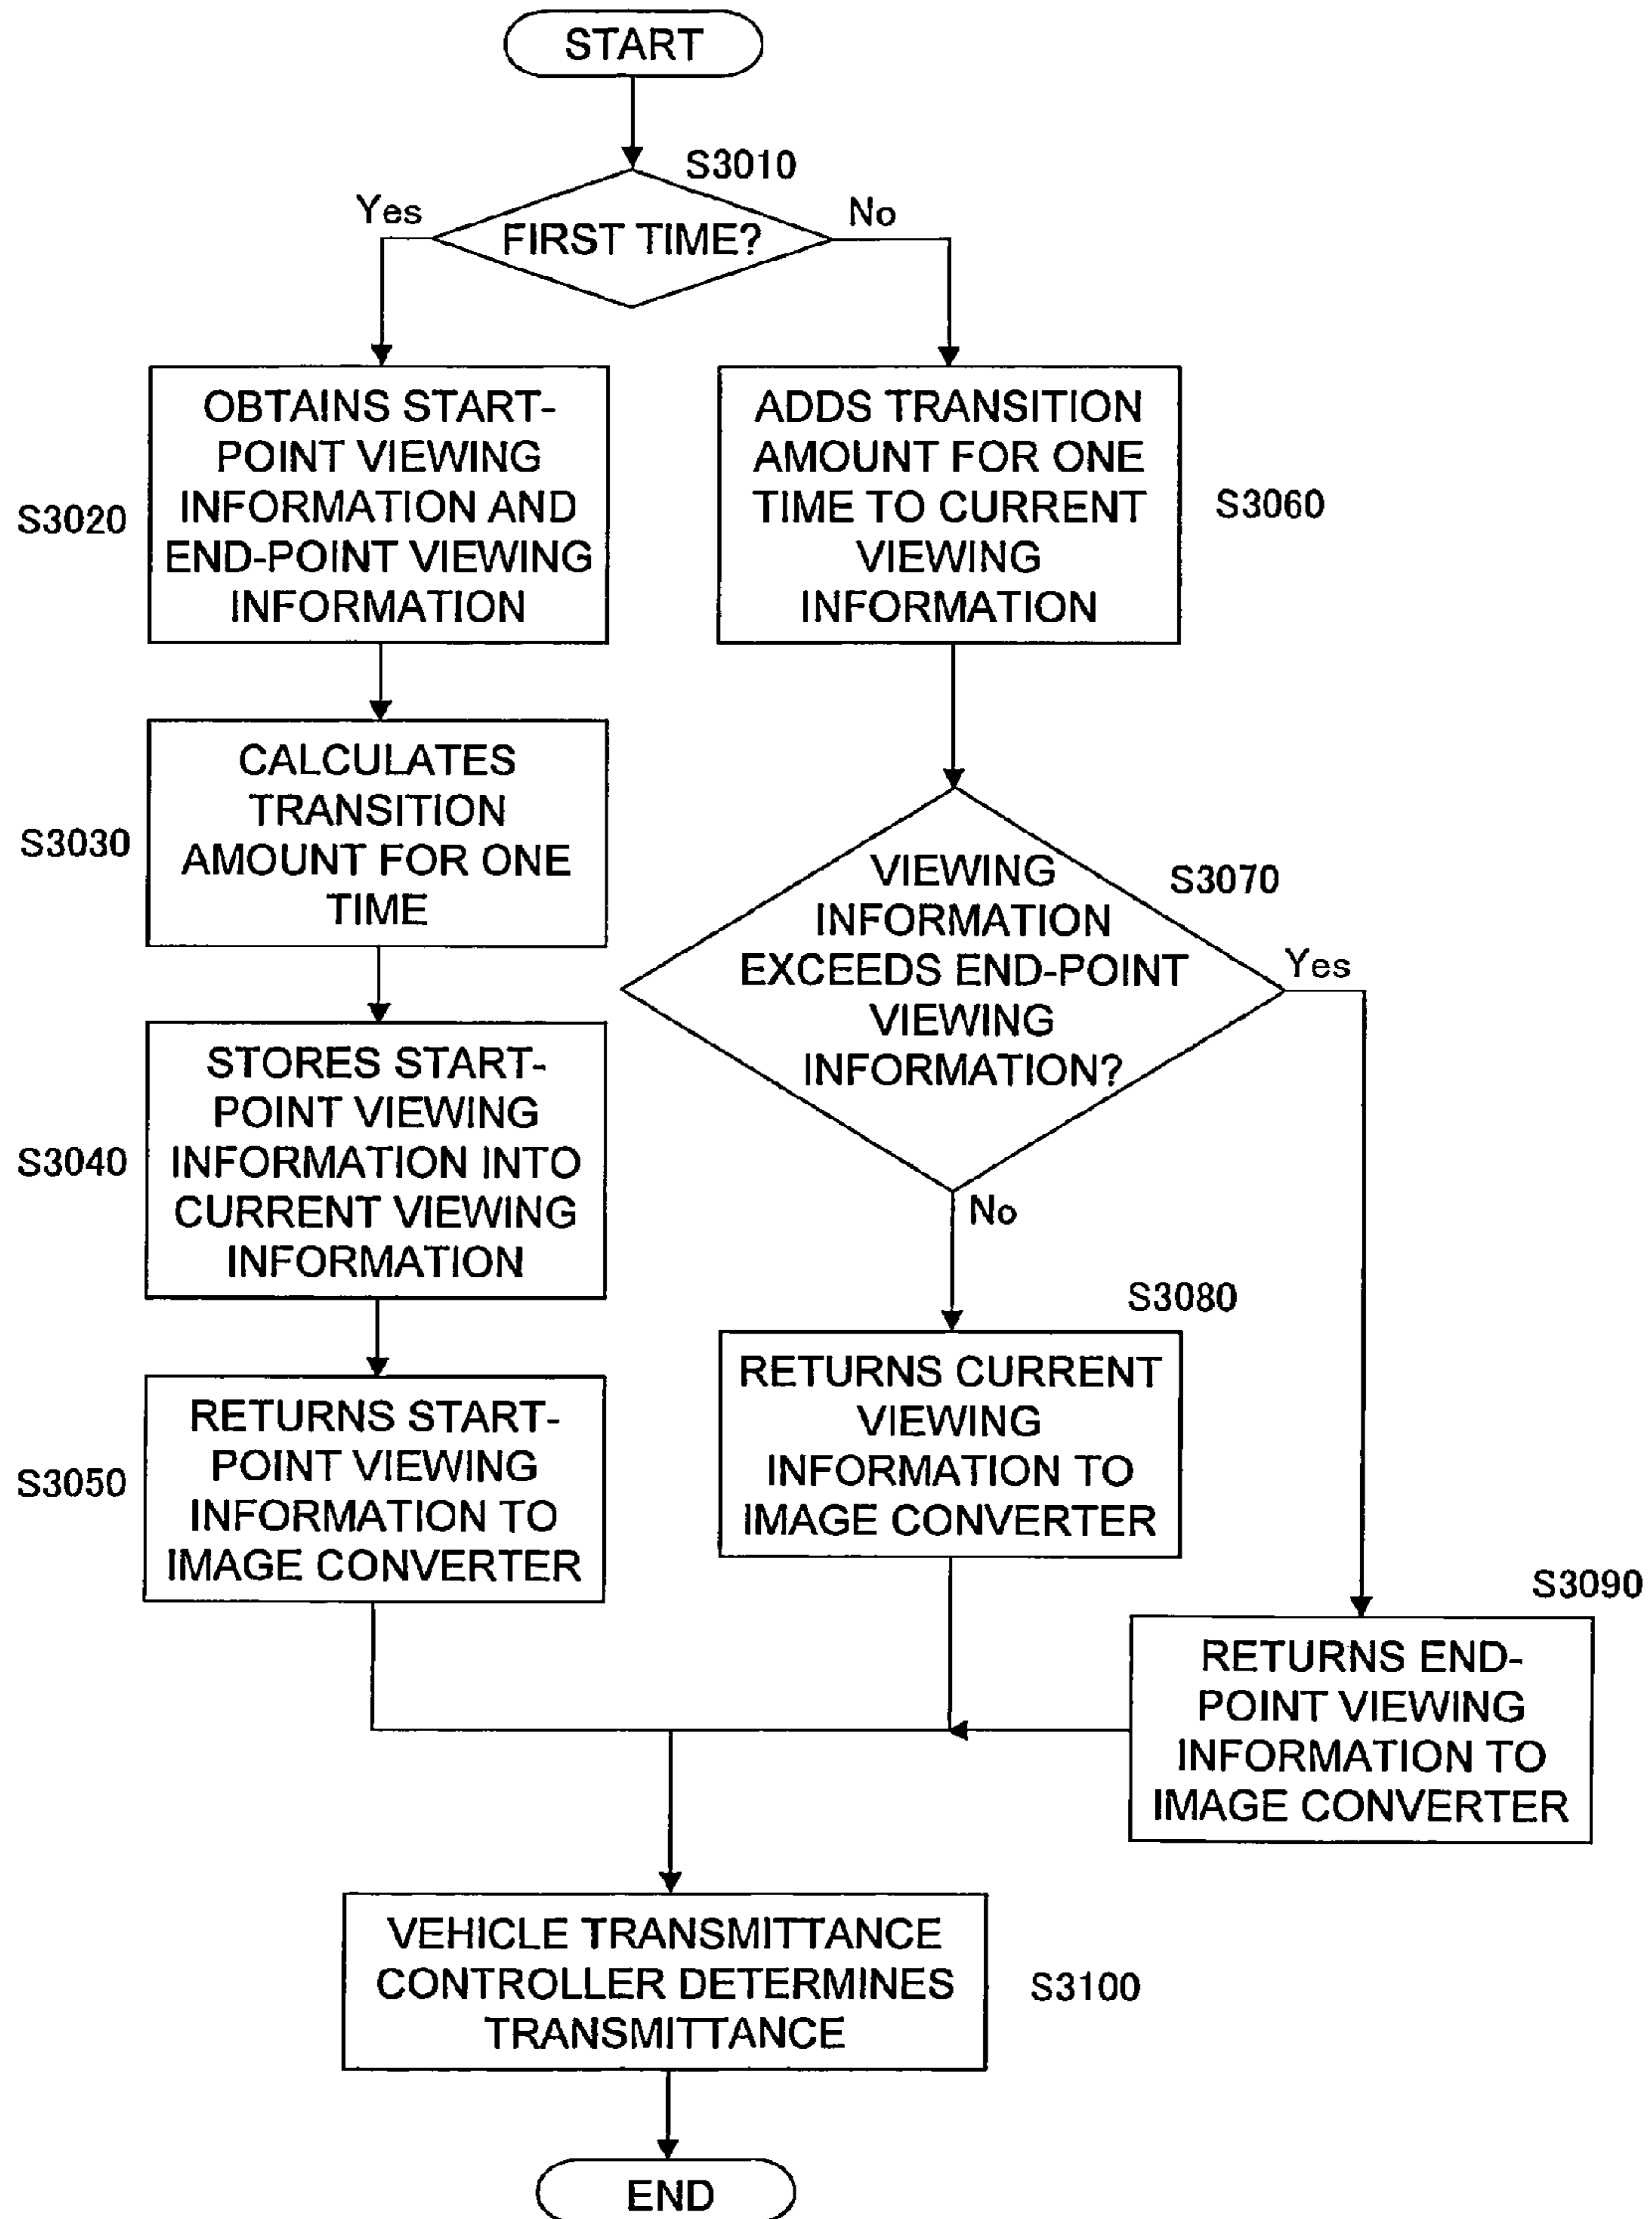 START
S3010
Yes
FIRST TIME?
No
S3020
OBTAINS START-
POINT VIEWING
INFORMATION AND
END-POINT VIEWING
INFORMATION
S3030
CALCULATES
TRANSITION
AMOUNT FOR ONE
TIME
S3040
STORES START-
POINT VIEWING
INFORMATION INTO
CURRENT VIEWING
INFORMATION
S3050
RETURNS START-
POINT VIEWING
INFORMATION TO
IMAGE CONVERTER
ADDS TRANSITION
AMOUNT FOR ONE
TIME TO CURRENT
VIEWING
INFORMATION
S3060
VIEWING
INFORMATION
EXCEEDS END-POINT
VIEWING
INFORMATION?
S3070
Yes
No
S3080
RETURNS CURRENT
VIEWING
INFORMATION TO
IMAGE CONVERTER
S3090
RETURNS END-
POINT VIEWING
INFORMATION TO
IMAGE CONVERTER
VEHICLE TRANSMITTANCE
CONTROLLER DETERMINES
TRANSMITTANCE
S3100
END